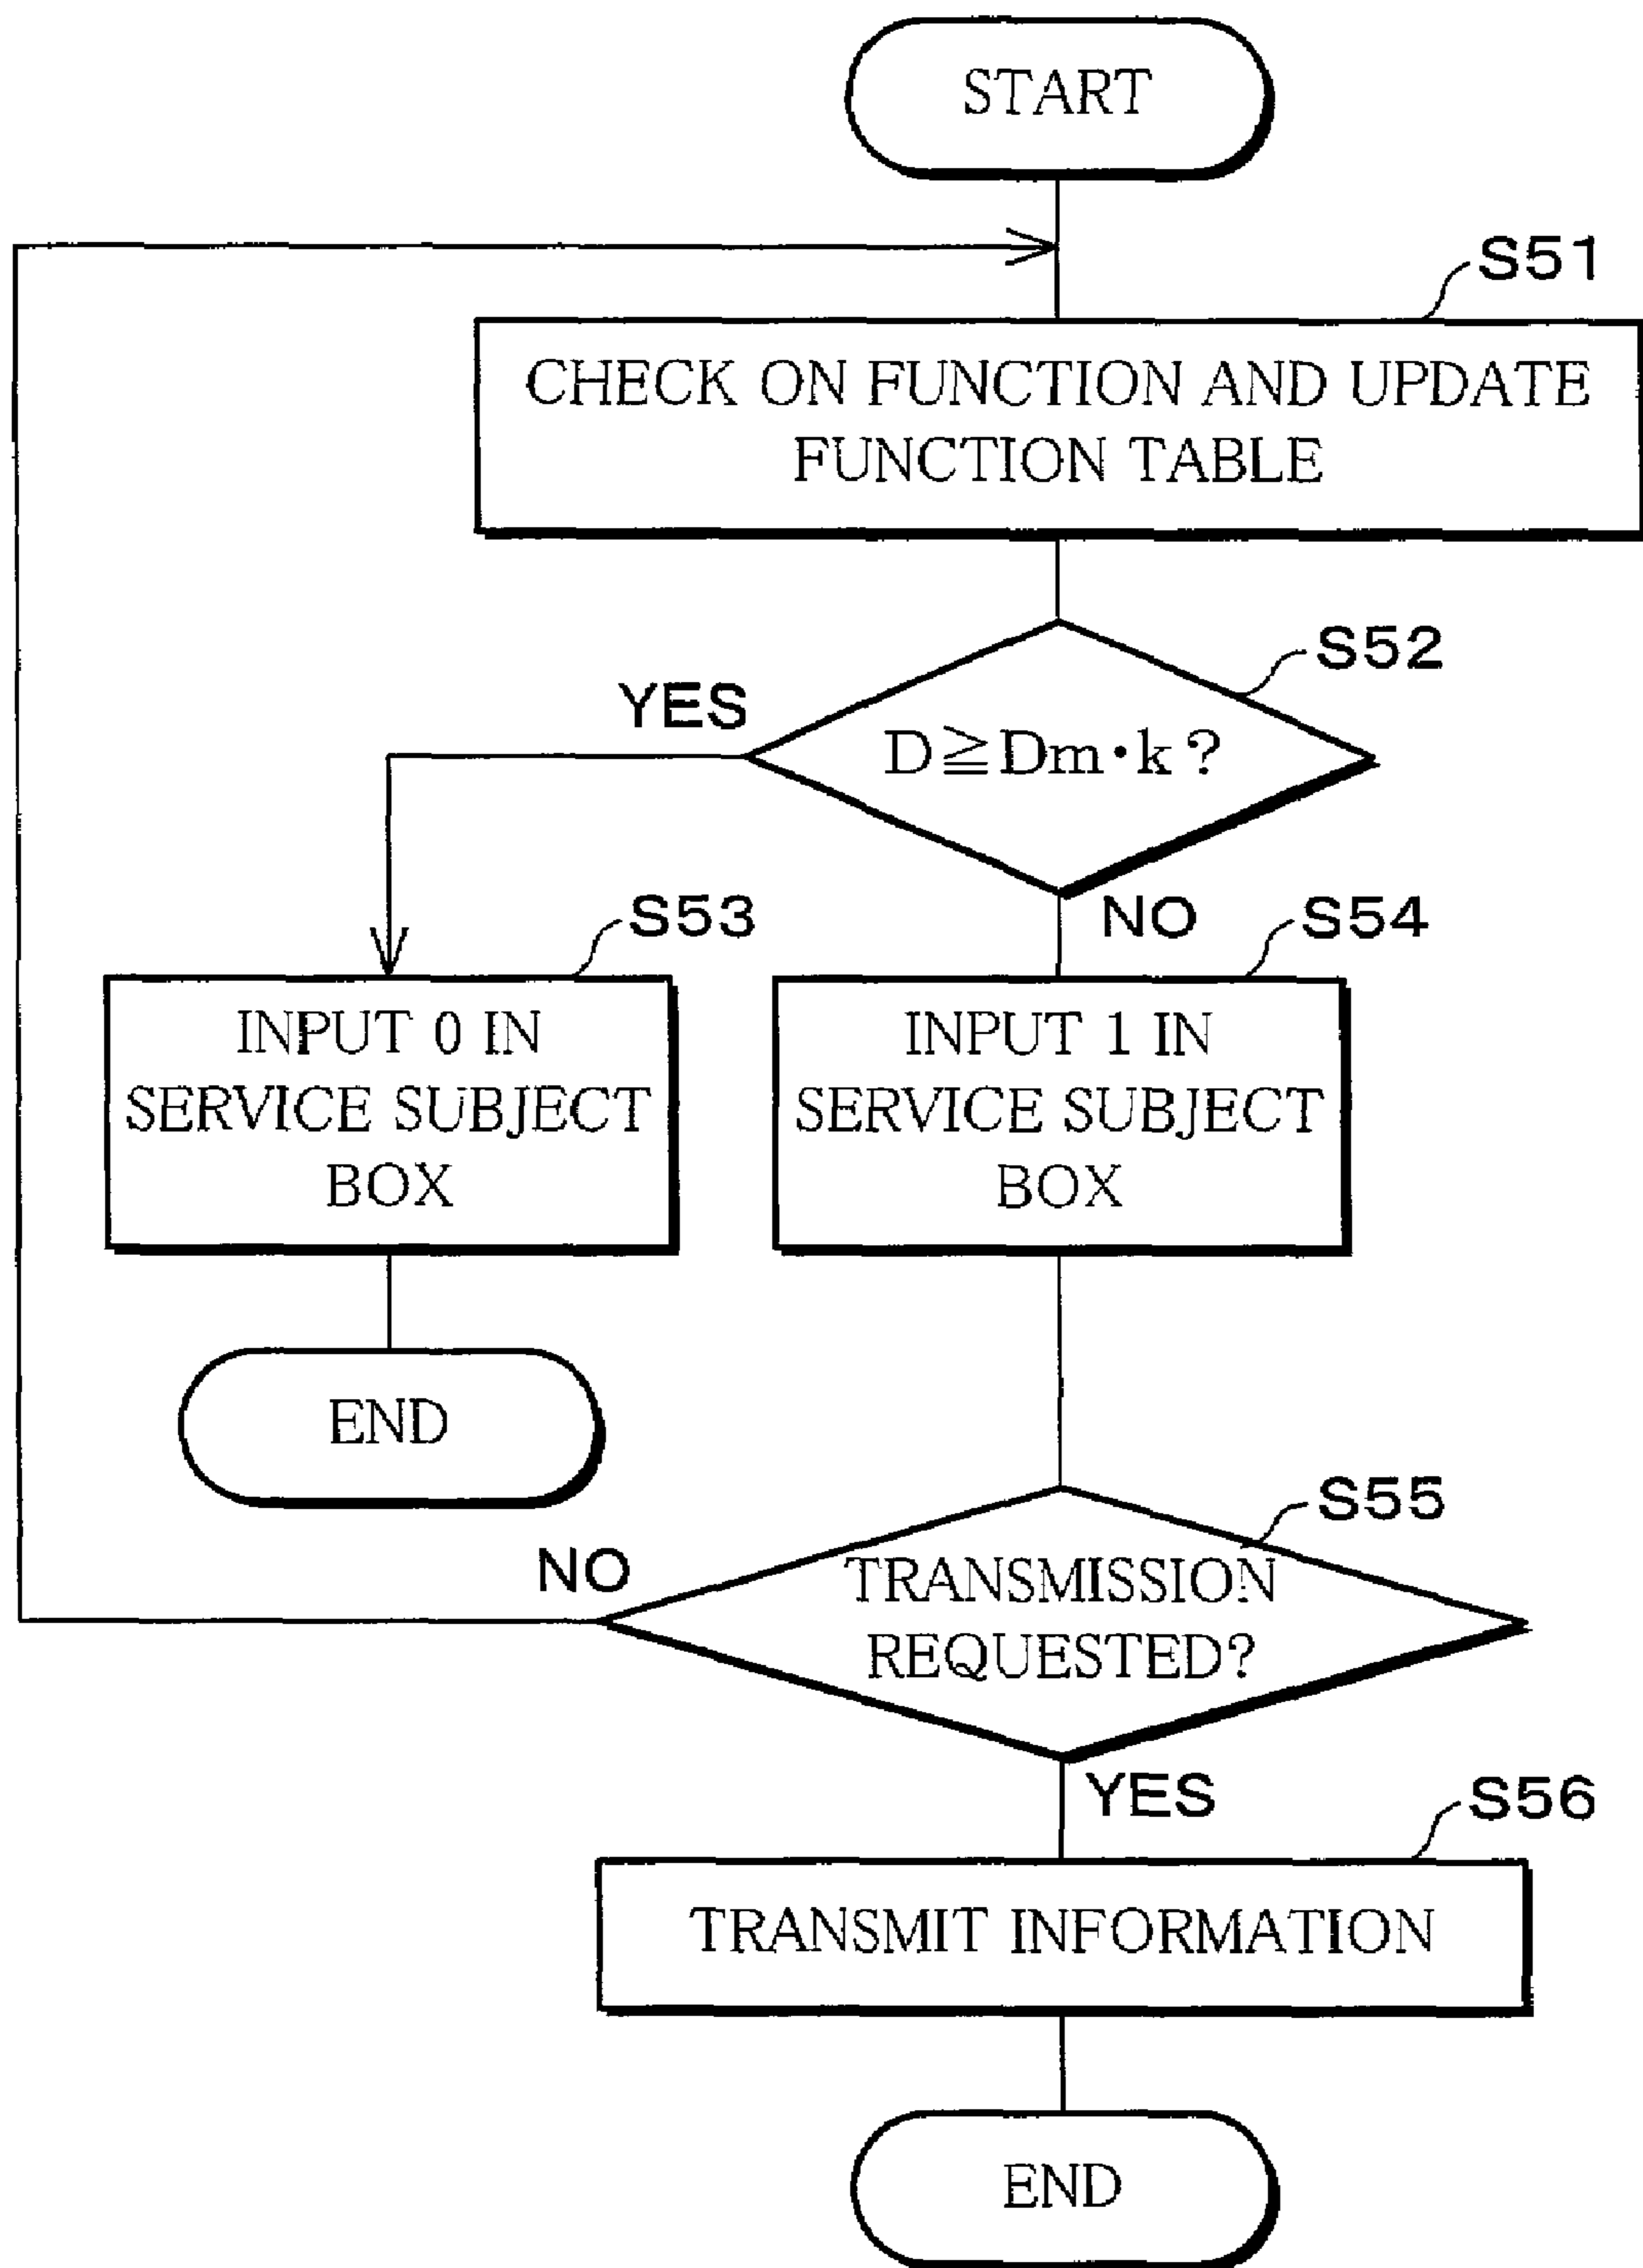 START
S51
CHECK ON FUNCTION AND UPDATE
FUNCTION TABLE
S52
YES
D≧Dm·k?
NO
S53
S54
INPUT 0 IN
SERVICE SUBJECT
BOX
INPUT 1 IN
SERVICE SUBJECT
BOX
END
S55
NO
TRANSMISSION
REQUESTED?
YES
S56
TRANSMIT INFORMATION
END